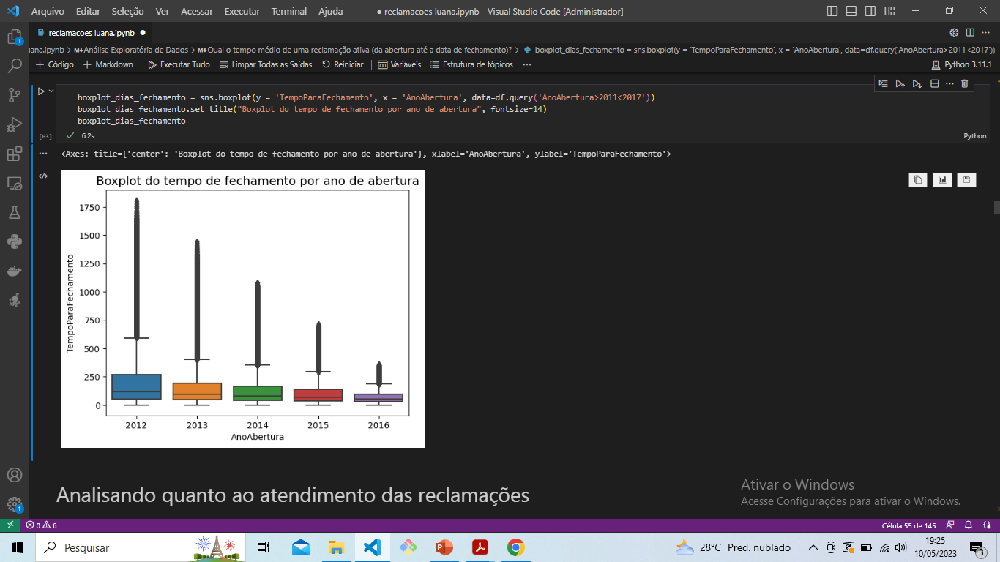 Arquivo Editar Seleção Ver Acessar Executar Terminal Ajuda
● reclamacoes luana.ipynb - Visual Studio Code [Administrador]
reclamacoes luana.ipynb ●
uana.ipynb > M↓Análise Exploratória de Dados > M↓Qual o tempo médio de uma reclamação ativa (da abertura até a data de fechamento)? > boxplot_dias_fechamento = sns.boxplot(y = 'TempoParaFechamento', x = 'AnoAbertura', data=df.query('AnoAbertura>2011<2017'))
+ Código + Markdown | Executar Tudo Limpar Todas as Saídas Reiniciar | Variáveis Estrutura de tópicos ···
Python 3.11.1
boxplot_dias_fechamento = sns.boxplot(y = 'TempoParaFechamento', x = 'AnoAbertura', data=df.query('AnoAbertura>2011<2017'))
boxplot_dias_fechamento.set_title("Boxplot do tempo de fechamento por ano de abertura", fontsize=14)
boxplot_dias_fechamento
[63]
6.2s
Python
<Axes: title={'center': 'Boxplot do tempo de fechamento por ano de abertura'}, xlabel='AnoAbertura', ylabel='TempoParaFechamento'>
Boxplot do tempo de fechamento por ano de abertura
1750
1500
1250
1000
750
500
250
0
TempoParaFechamento
2012 2013 2014 2015 2016
AnoAbertura
Analisando quanto ao atendimento das reclamações
Ativar o Windows
Acesse Configurações para ativar o Windows.
1
1
0 6
Célula 55 de 145
Pesquisar
28°C Pred. nublado
19:25
10/05/2023
3